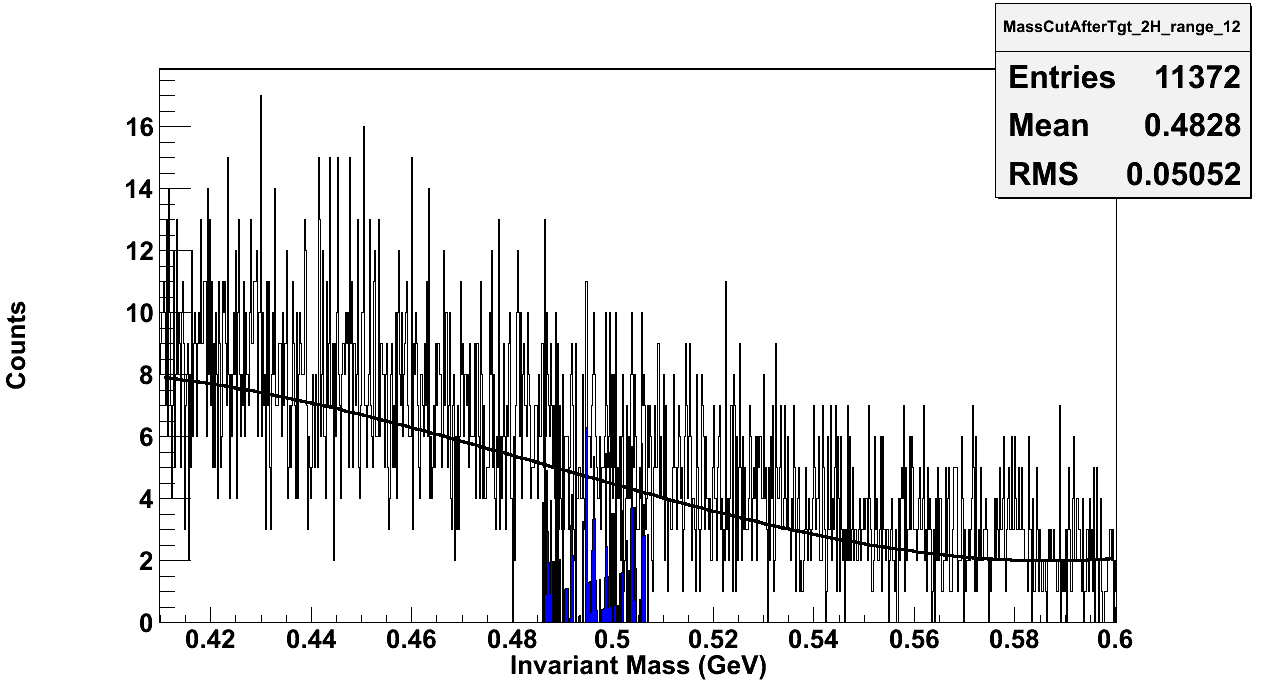 MassCutAfterTgt_2H_range_12
Entries 11372
Mean 0.4828
RMS 0.05052
Counts
16
14
12
10
8
6
4
2
0
0.42 0.44 0.46 0.48 0.5 0.52 0.54 0.56 0.58 0.6
Invariant Mass (GeV)